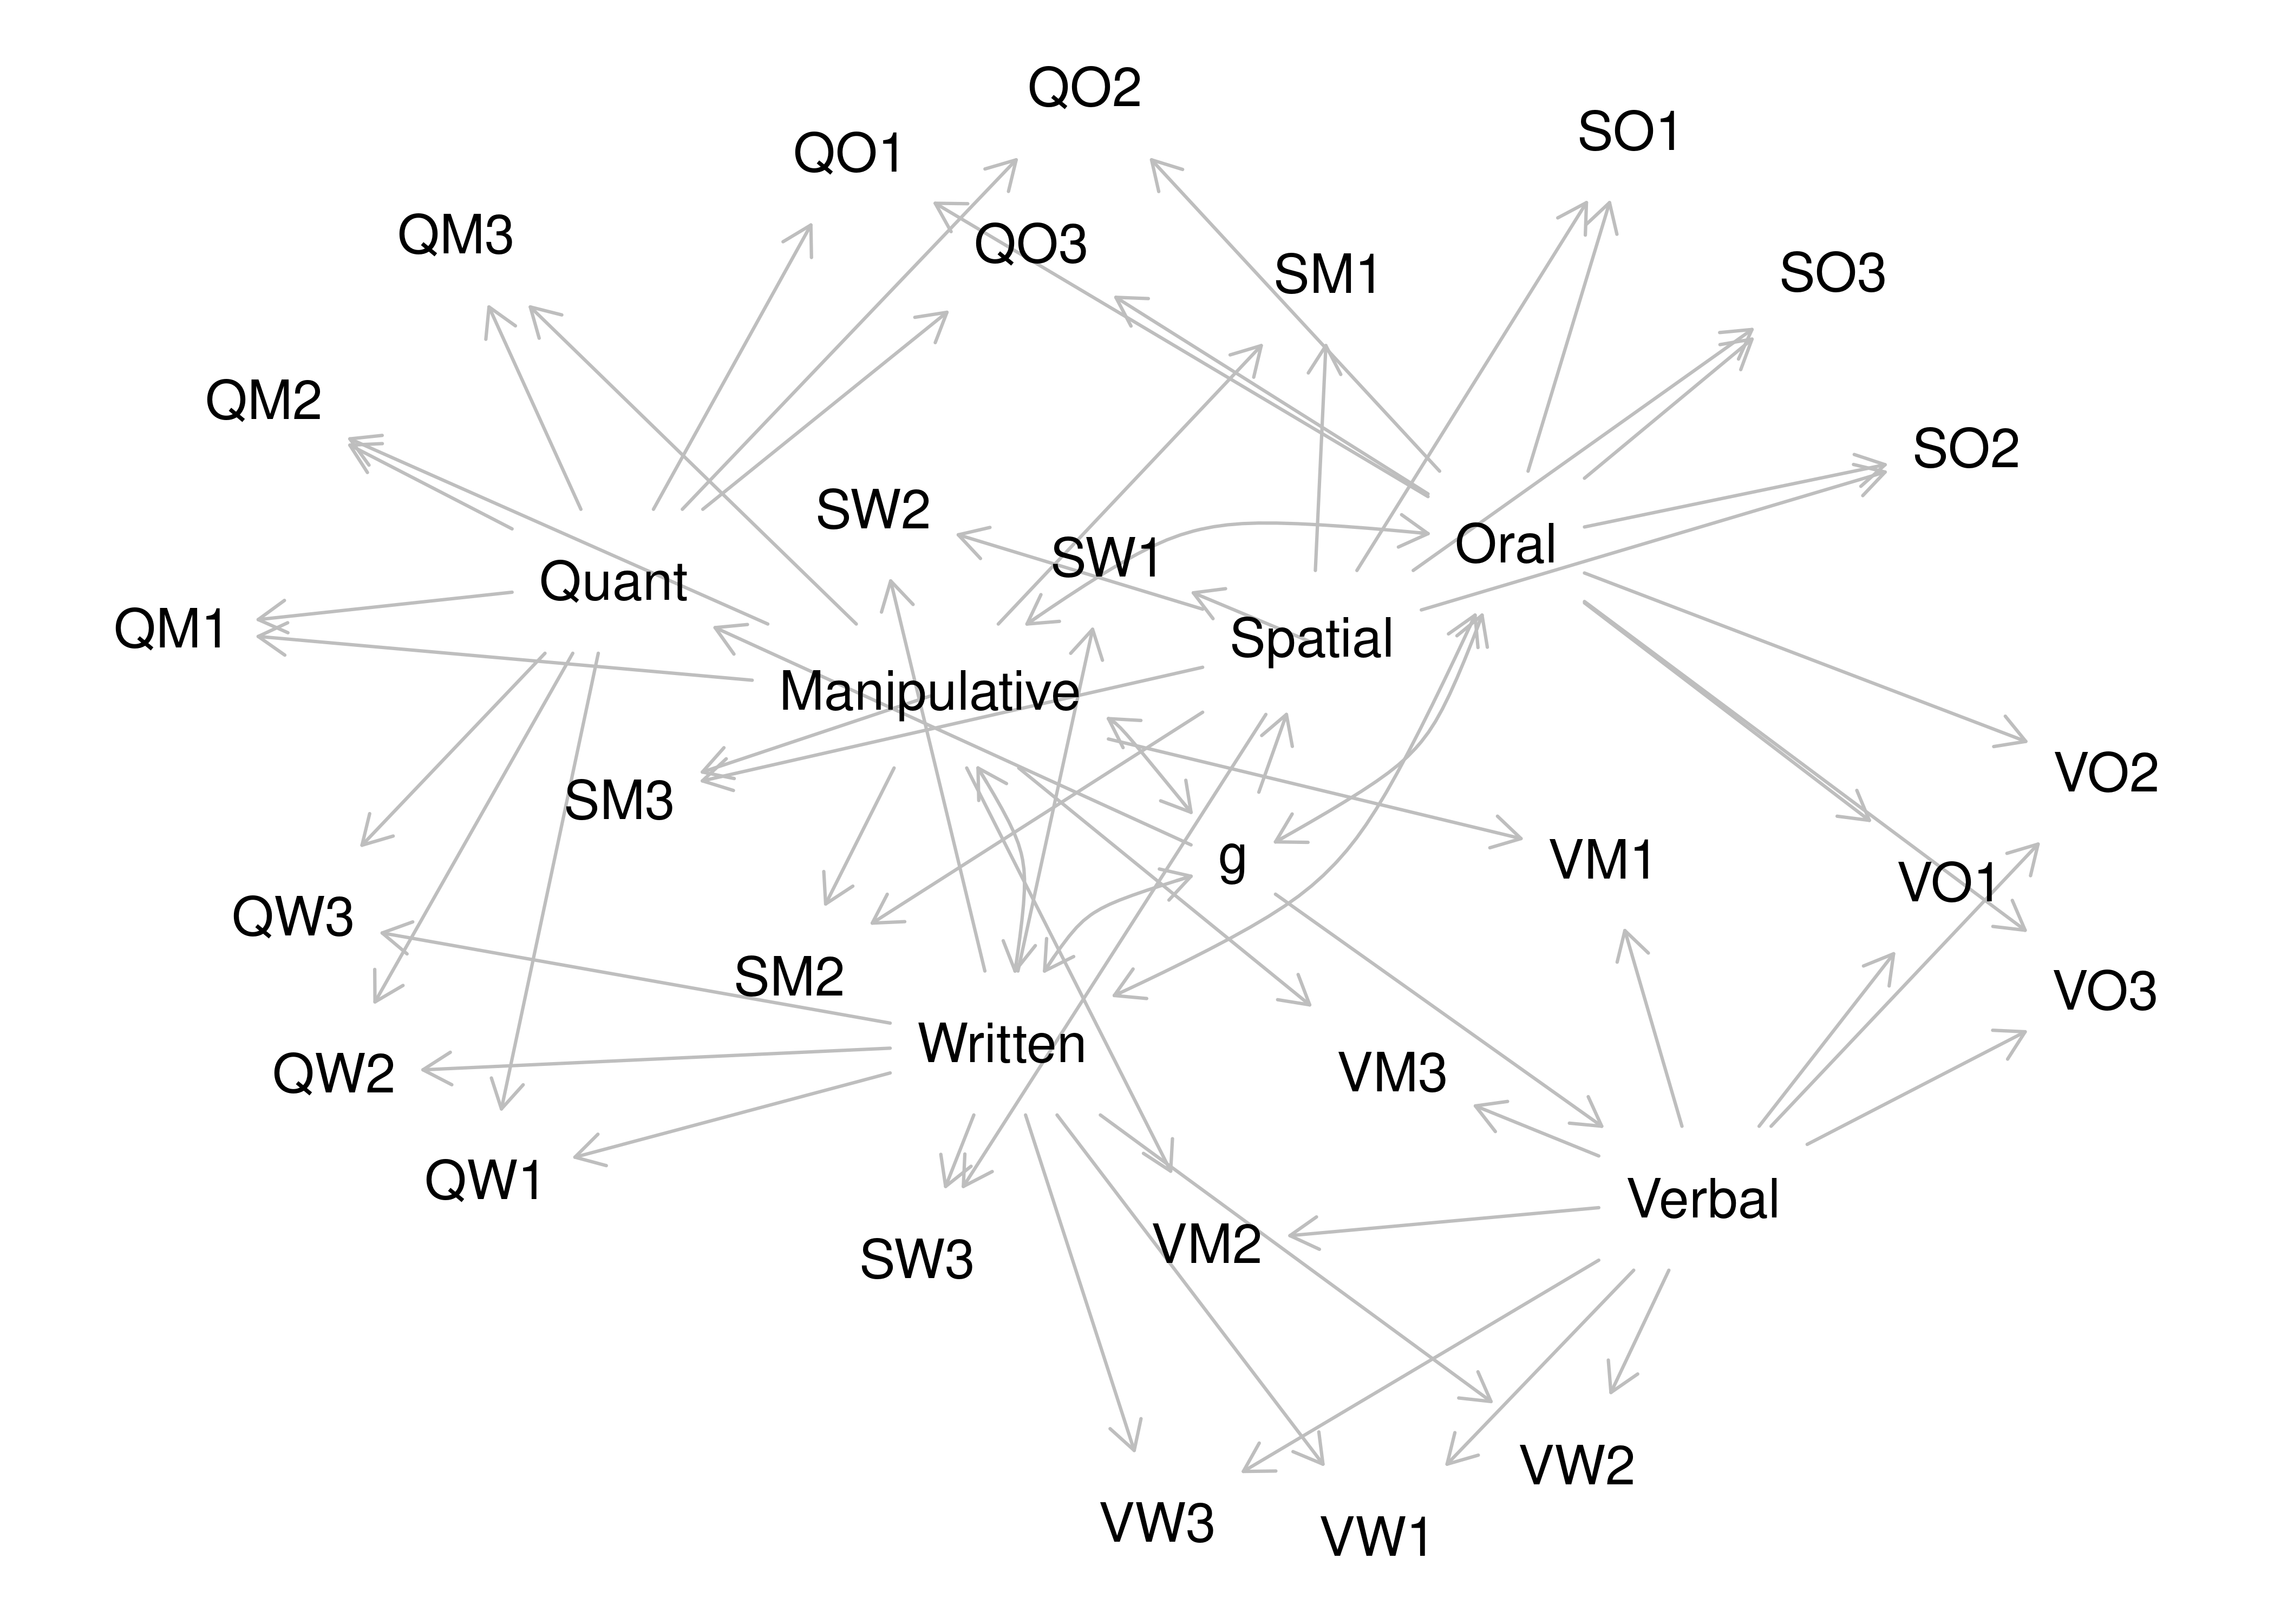 QO2
SO1
QO1
QM3
QO3
SM1
SO3
QM2
SO2
SW2
Oral
SW1
Quant
QM1
Spatial
Manipulative
VO2
SM3
g
VM1
VO1
QW3
SM2
VO3
Written
QW2
VM3
QW1
Verbal
VM2
SW3
VW2
VW3
VW1